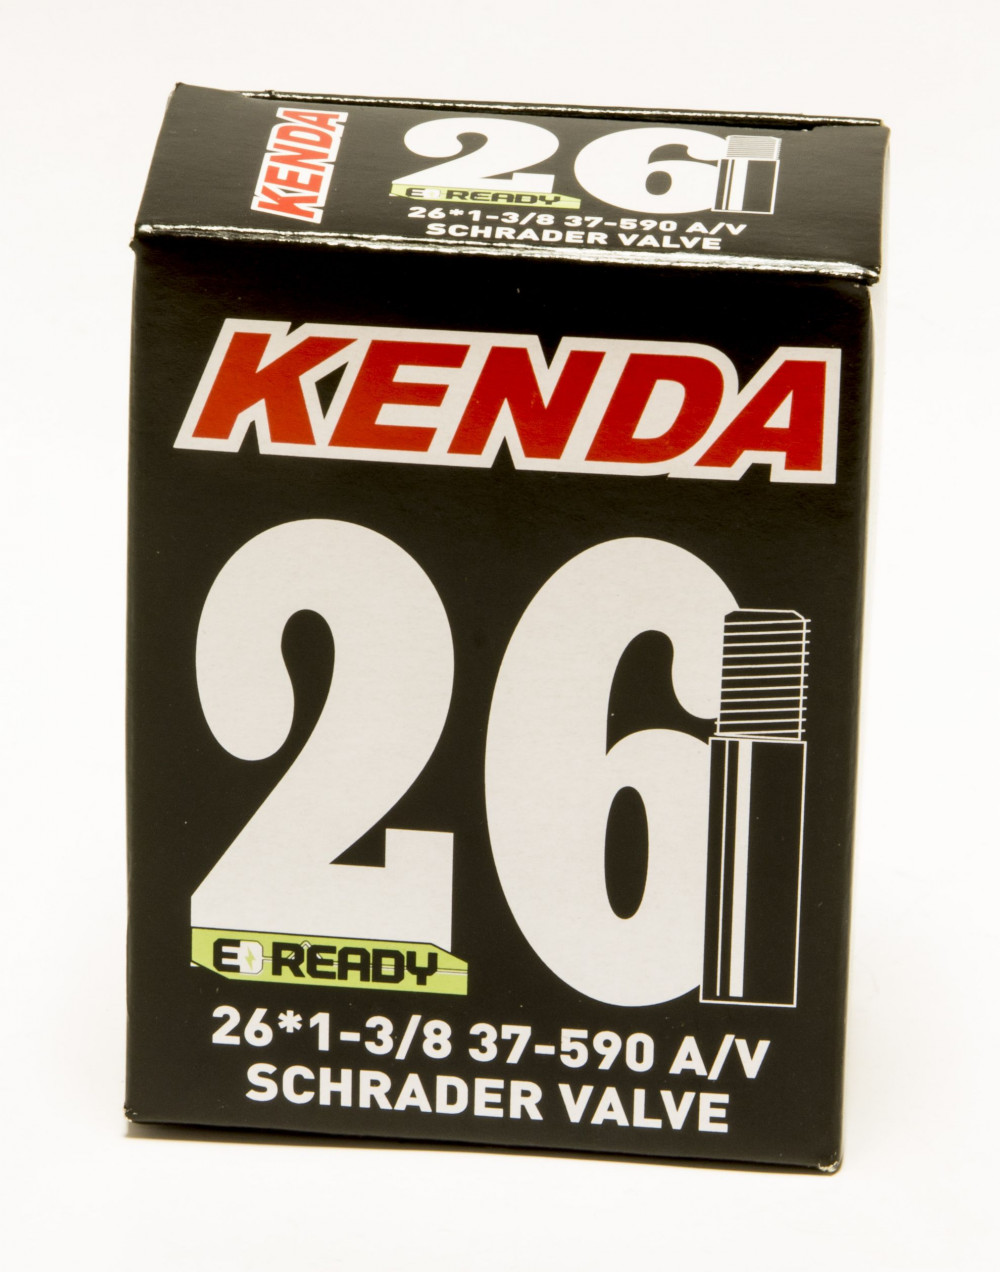 KENDA
26
E READY
26*1-3/8 37-590 A/V
SCHRADER VALVE
KENDA
26
E READY
26*1-3/8 37-590 A/V
SCHRADER VALVE